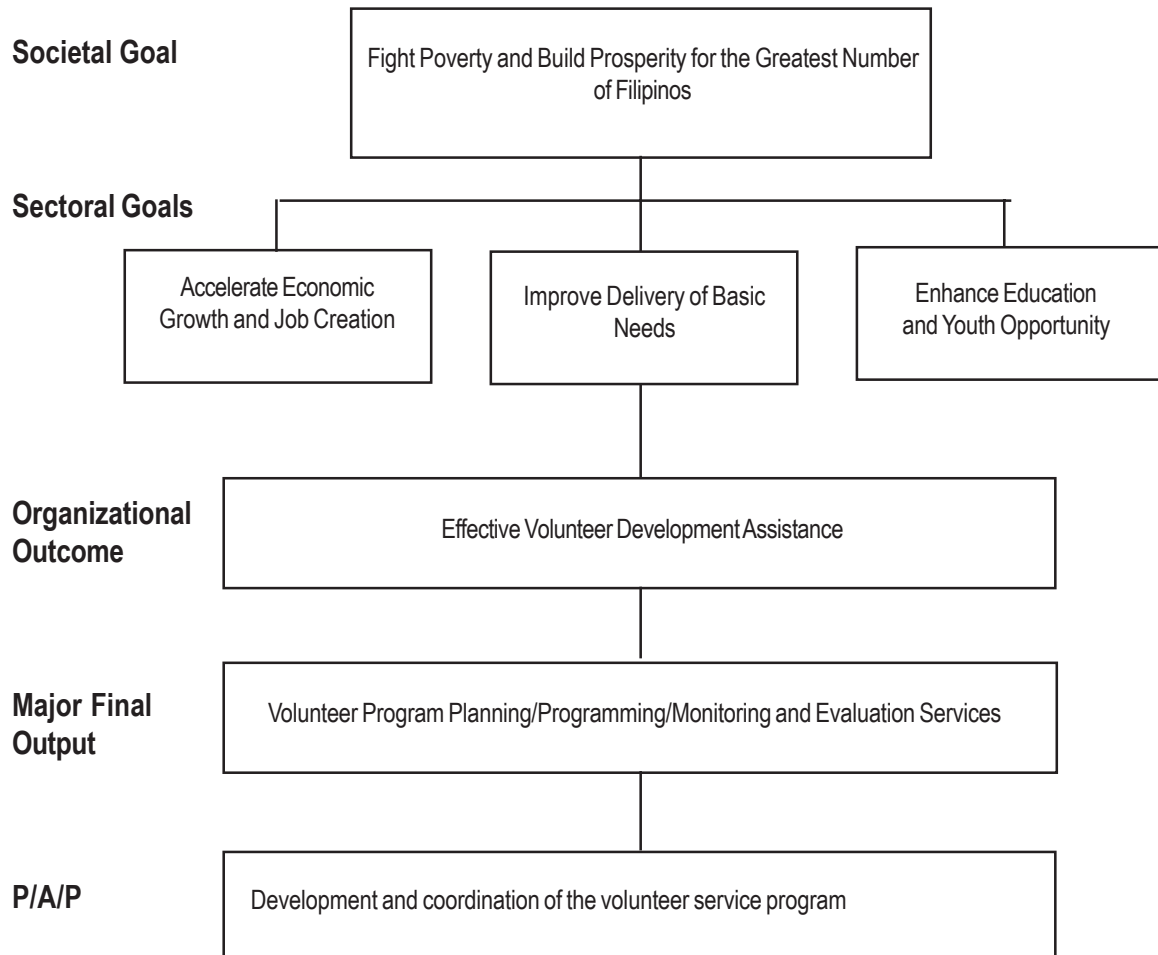 Societal Goal
Fight Poverty and Build Prosperity for the Greatest Number
of Filipinos
Sectoral Goals
Accelerate Economic
Growth and Job Creation
Improve Delivery of Basic
Needs
Enhance Education
and Youth Opportunity
Organizational
Outcome
Effective Volunteer Development Assistance
Major Final
Output
Volunteer Program Planning/Programming/Monitoring and Evaluation Services
P/A/P
Development and coordination of the volunteer service program